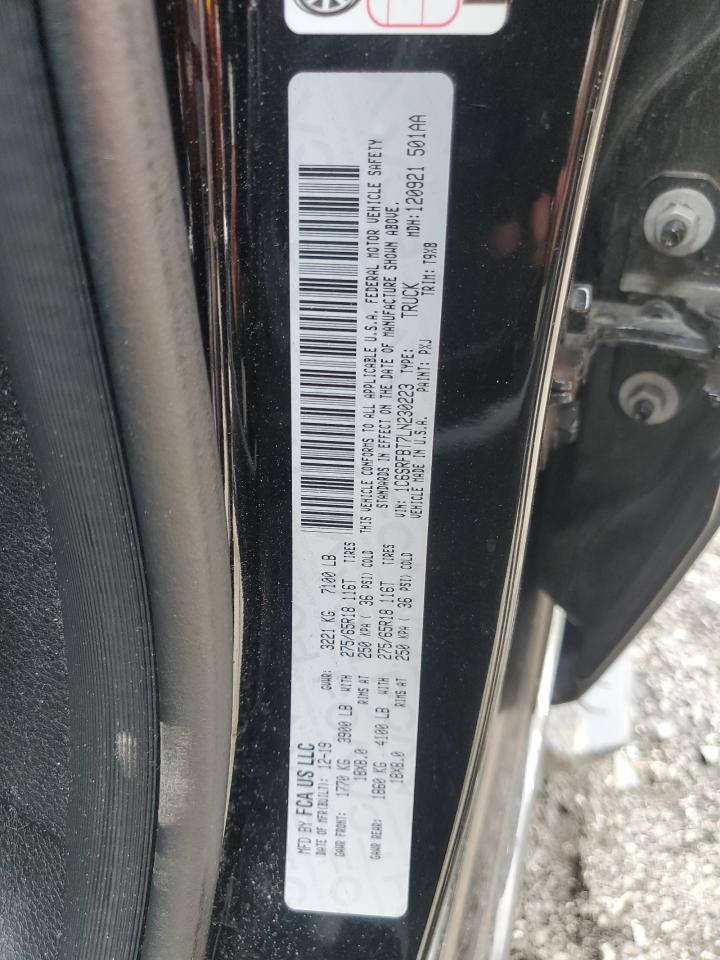 MFD BY FCA US LLC
DATE OF MFR(BUILT): 12-19 GVWR: 3221 KG 7100 LB
GAWR FRONT: 1770 KG 3900 LB WITH 275/65R18 116T TIRES
18X8.0 RIMS AT 250 KPA ( 36 PSI) COLD
GAWR REAR: 1860 KG 4100 LB WITH 275/65R18 116T TIRES
18X8.0 RIMS AT 250 KPA ( 36 PSI) COLD
THIS VEHICLE CONFORMS TO ALL APPLICABLE U.S.A. FEDERAL MOTOR VEHICLE SAFETY
STANDARDS IN EFFECT ON THE DATE OF MANUFACTURE SHOWN ABOVE.
VIN: 1C6SRFBT7LN230223 TYPE: TRUCK MDH: 120921 501AA
VEHICLE MADE IN U.S.A. PAINT: PXJ TRIM: T9X8